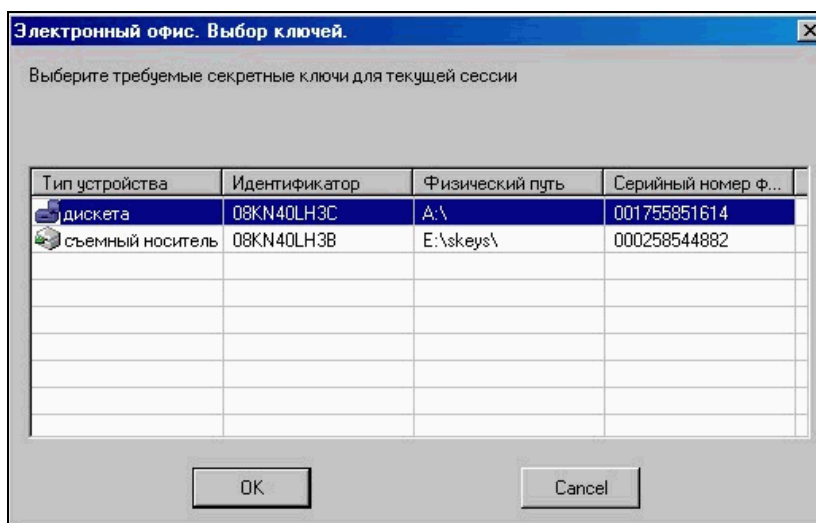 Электронный офис. Выбор ключей.
Выберите требуемые секретные ключи для текущей сессии
Тип устройства Идентификатор Физический путь Серийный номер ф...
дискета 08KN40LH3C A:\ 001755851614
съемный носитель 08KN40LH3B E:\skeys\ 000258544882
OK Cancel